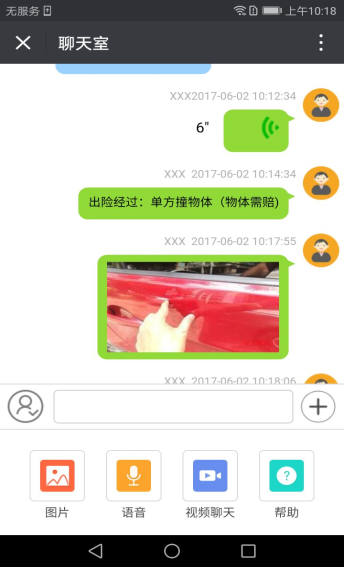 无服务 上午10:18
聊天室
XXX2017-06-02 10:12:34
6"
XXX 2017-06-02 10:14:34
出险经过：单方撞物体（物体需赔)
XXX 2017-06-02 10:17:55
XXX 2017-06-02 10:18:06
图片 语音 视频聊天 帮助